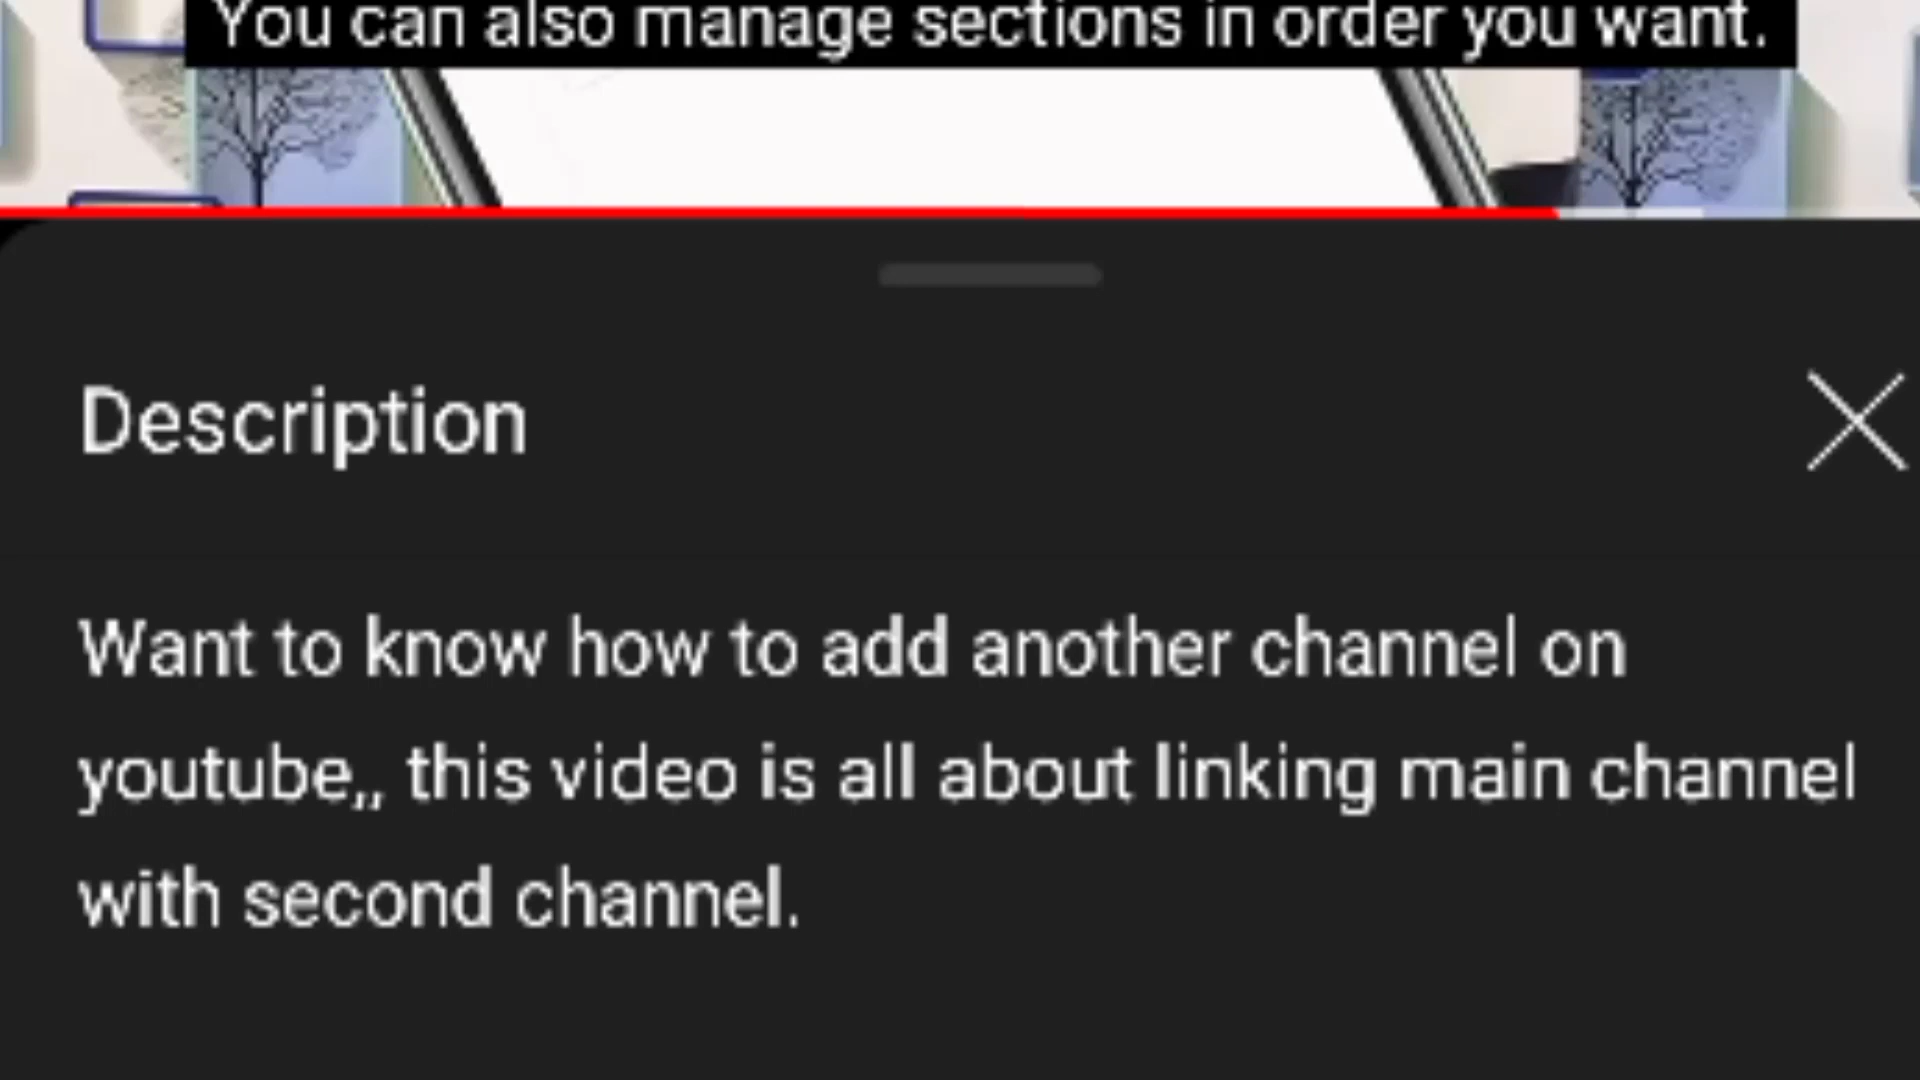 You can also manage sections in order you want.
Description
Want to know how to add another channel on
youtube,, this video is all about linking main channel
with second channel.